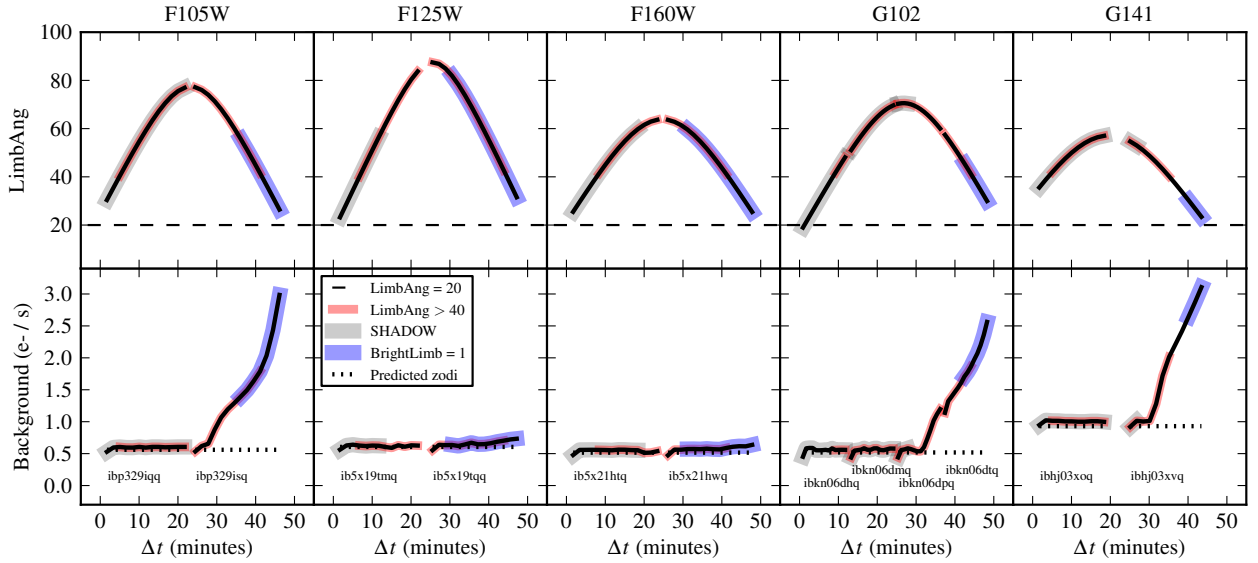 F105W F125W F160W G102 G141
100
80
60
40
20
LimbAng
3.0
2.5
2.0
1.5
1.0
0.5
0.0
Background (e- / s)
LimbAng = 20
LimbAng > 40
SHADOW
BrightLimb = 1
Predicted zodi
ibp329iqq ibp329isq
ib5x19tmq ib5x19tqq
ib5x21htq ib5x21hwq
ibkn06dhq ibkn06dmq ibkn06dpq ibkn06dtq
ibhj03xoq ibhj03xvq
0 10 20 30 40 50 0 10 20 30 40 50 0 10 20 30 40 50 0 10 20 30 40 50 0 10 20 30 40 50
Δt (minutes) Δt (minutes) Δt (minutes) Δt (minutes) Δt (minutes)